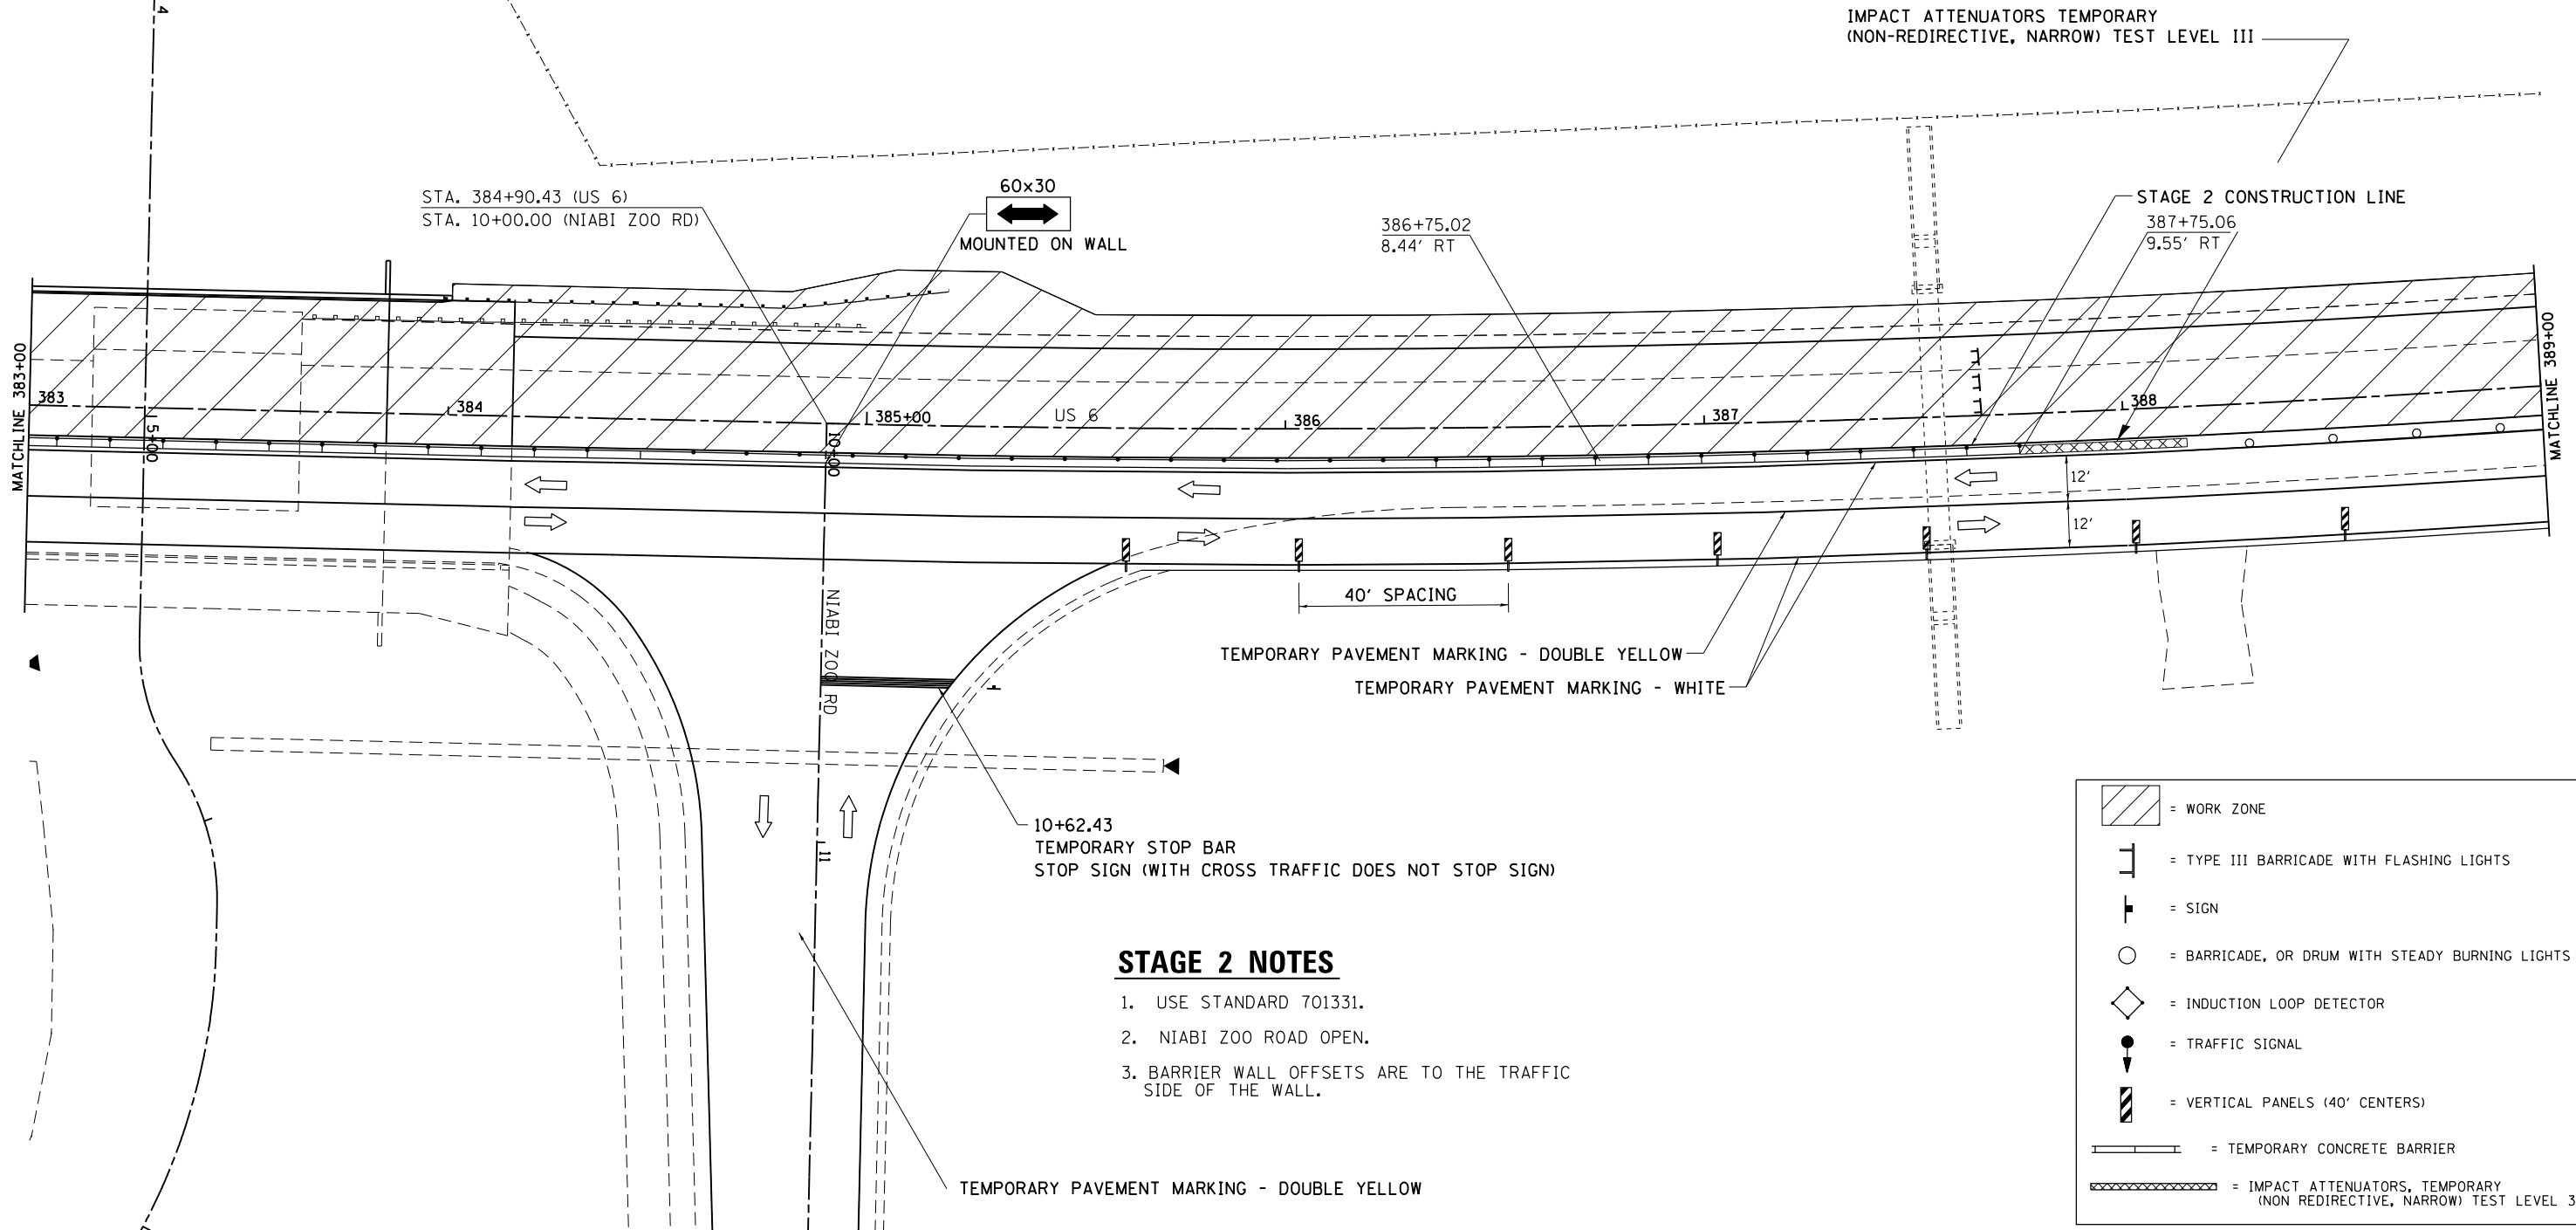 4
IMPACT ATTENUATORS TEMPORARY
(NON-REDIRECTIVE, NARROW) TEST LEVEL III
STA. 384+90.43 (US 6)
STA. 10+00.00 (NIABI ZOO RD)
60x30
MOUNTED ON WALL
386+75.02
8.44' RT
STAGE 2 CONSTRUCTION LINE
387+75.06
9.55' RT
MATCHLINE 383+00
383
384
385+00
US 6
386
387
388
MATCHLINE 389+00
5+00
10+00
12'
12'
40' SPACING
NIABI ZOO RD
TEMPORARY PAVEMENT MARKING - DOUBLE YELLOW
TEMPORARY PAVEMENT MARKING - WHITE
10+62.43
TEMPORARY STOP BAR
STOP SIGN (WITH CROSS TRAFFIC DOES NOT STOP SIGN)
11
STAGE 2 NOTES
1. USE STANDARD 701331.
2. NIABI ZOO ROAD OPEN.
3. BARRIER WALL OFFSETS ARE TO THE TRAFFIC
SIDE OF THE WALL.
TEMPORARY PAVEMENT MARKING - DOUBLE YELLOW
= WORK ZONE
= TYPE III BARRICADE WITH FLASHING LIGHTS
= SIGN
= BARRICADE, OR DRUM WITH STEADY BURNING LIGHTS
= INDUCTION LOOP DETECTOR
= TRAFFIC SIGNAL
= VERTICAL PANELS (40' CENTERS)
= TEMPORARY CONCRETE BARRIER
= IMPACT ATTENUATORS, TEMPORARY
(NON REDIRECTIVE, NARROW) TEST LEVEL 3